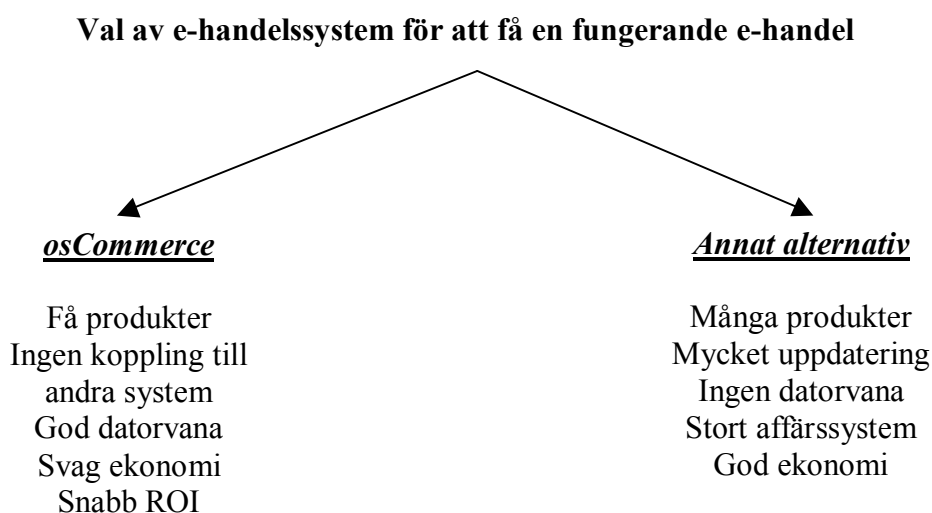 Val av e-handelssystem för att få en fungerande e-handel
osCommerce
Få produkter
Ingen koppling till
andra system
God datorvana
Svag ekonomi
Snabb ROI
Annat alternativ
Många produkter
Mycket uppdatering
Ingen datorvana
Stort affärssystem
God ekonomi